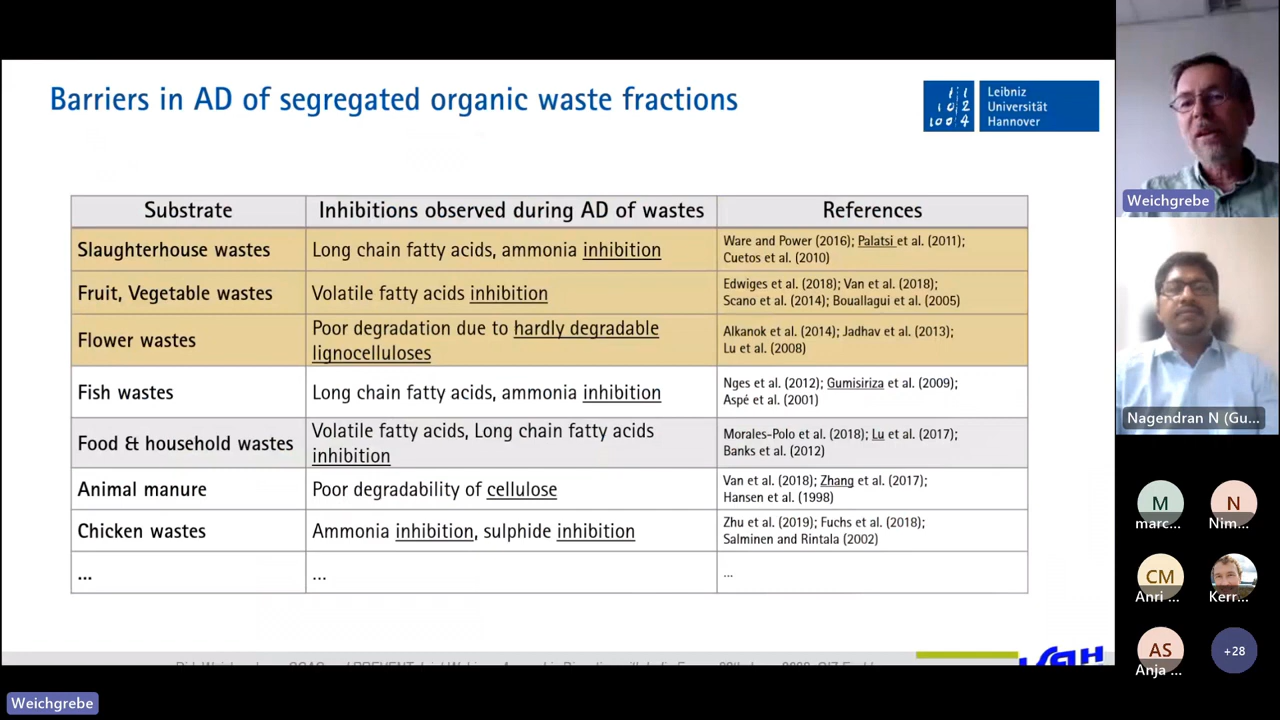 Barriers in AD of segregated organic waste fractions
Leibniz
Universität
Hannover
Substrate
Inhibitions observed during AD of wastes
References
Slaughterhouse wastes
Long chain fatty acids, ammonia inhibition
Ware and Power (2016); Palatsi et al. (2011);
Cuetos et al. (2010)
Fruit, Vegetable wastes
Volatile fatty acids inhibition
Edwiges et al. (2018); Van et al. (2018);
Scano et al. (2014); Bouallagui et al. (2005)
Flower wastes
Poor degradation due to hardly degradable
lignocelluloses
Alkanok et al. (2014); Jadhav et al. (2013);
Lu et al. (2008)
Fish wastes
Long chain fatty acids, ammonia inhibition
Nges et al. (2012); Gumisiriza et al. (2009);
Aspé et al. (2001)
Food & household wastes
Volatile fatty acids, Long chain fatty acids
inhibition
Morales-Polo et al. (2018); Lu et al. (2017);
Banks et al. (2012)
Animal manure
Poor degradability of cellulose
Van et al. (2018); Zhang et al. (2017);
Hansen et al. (1998)
Chicken wastes
Ammonia inhibition, sulphide inhibition
Zhu et al. (2019); Fuchs et al. (2018);
Salminen and Rintala (2002)
...
...
...
Weichgrebe
Weichgrebe
Nagendran N (Gu...
M
marc...
N
Nim...
CM
Anri ...
Kerr...
AS
Anja ...
+28